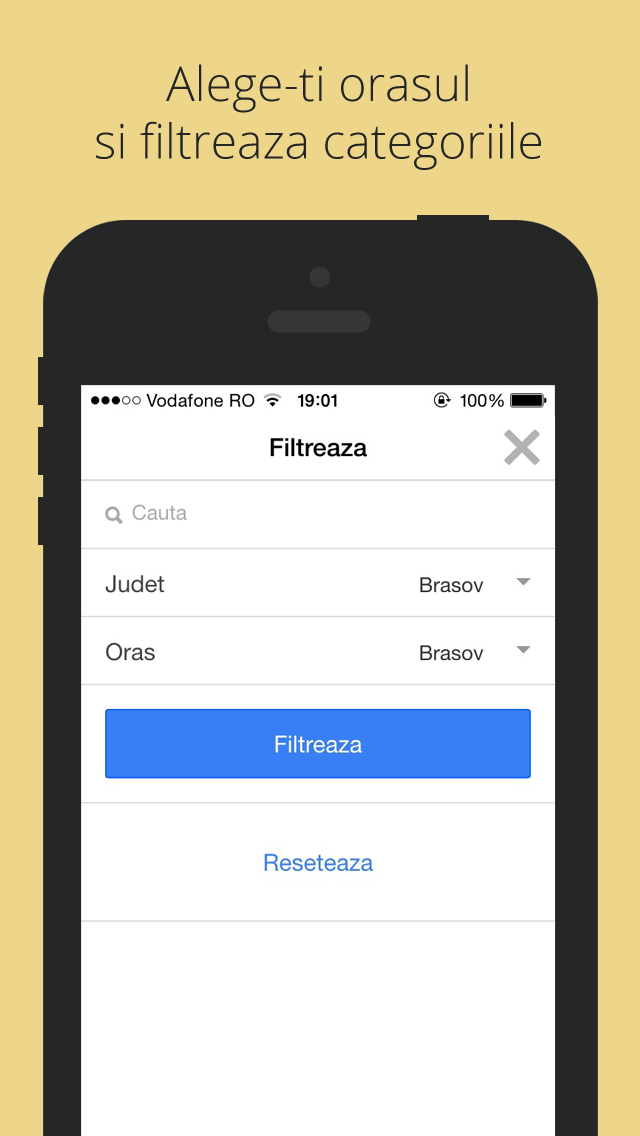 Alege-ti orasul
si filtreaza categoriile
Vodafone RO 19:01 100%
Filtreaza
Cauta
Judet Brasov
Oras Brasov
Filtreaza
Reseteaza